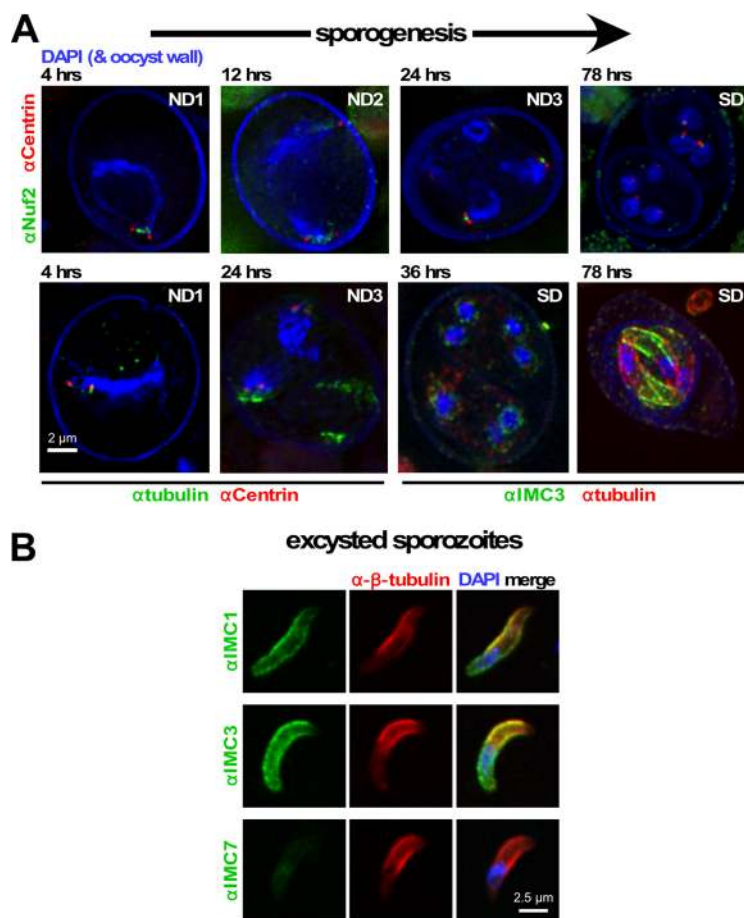 A
sporogenesis
DAPI (& oocyst wall)
4 hrs 12 hrs 24 hrs 78 hrs
ND1 ND2 ND3 SD
αNuf2 αCentrin
4 hrs 24 hrs 36 hrs 78 hrs
ND1 ND3 SD SD
2 µm
αtubulin αCentrin αIMC3 αtubulin
B
excysted sporozoites
α-β-tubulin DAPI merge
αIMC1
αIMC3
αIMC7
2.5 µm